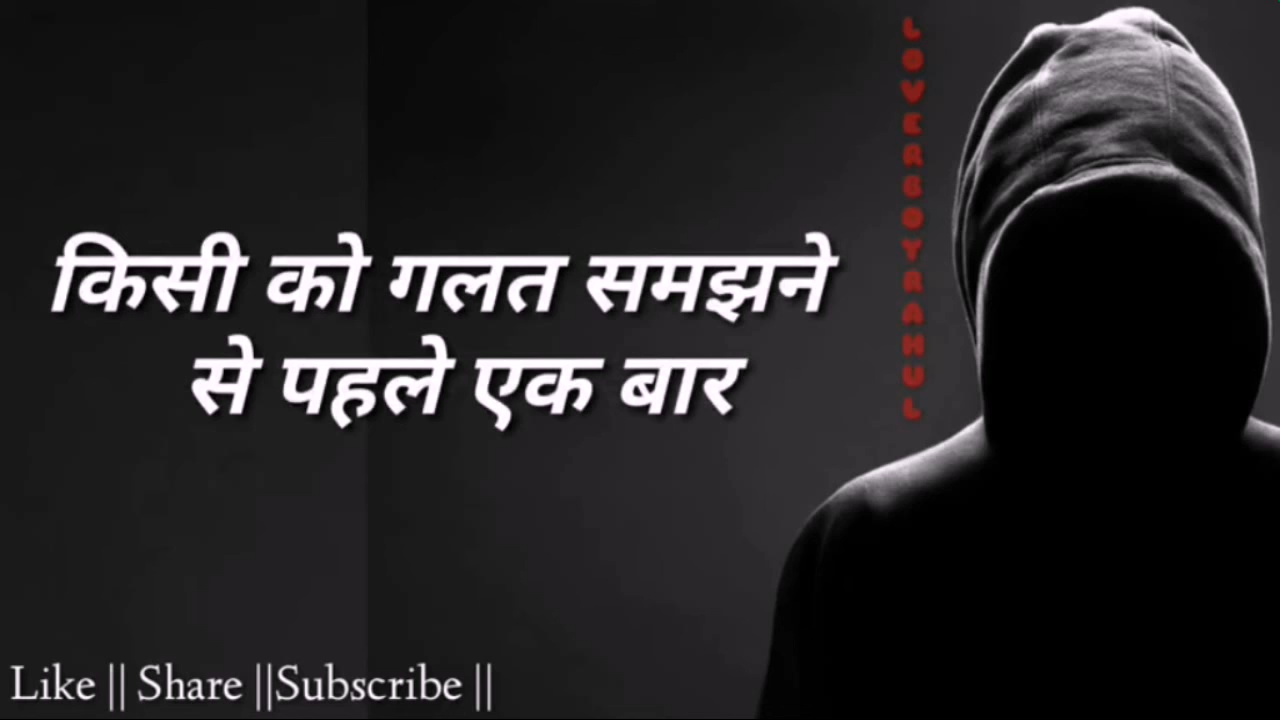 किसी को गलत समझने
से पहले एक बार
LOVERBOYRAHUL
Like || Share ||Subscribe ||